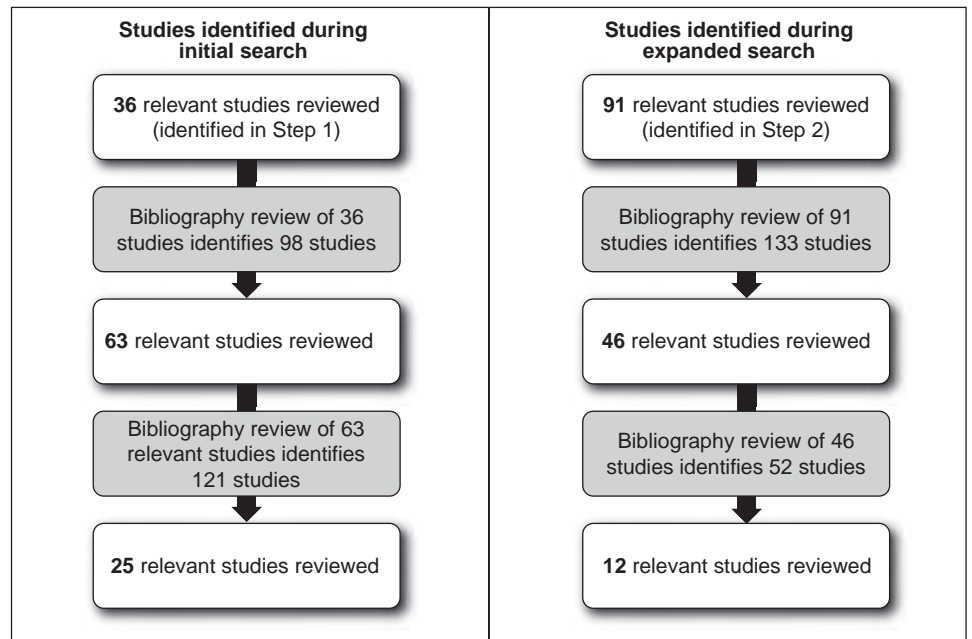 Studies identified during
initial search
36 relevant studies reviewed
(identified in Step 1)
Bibliography review of 36
studies identifies 98 studies
63 relevant studies reviewed
Bibliography review of 63
relevant studies identifies
121 studies
25 relevant studies reviewed
Studies identified during
expanded search
91 relevant studies reviewed
(identified in Step 2)
Bibliography review of 91
studies identifies 133 studies
46 relevant studies reviewed
Bibliography review of 46
studies identifies 52 studies
12 relevant studies reviewed